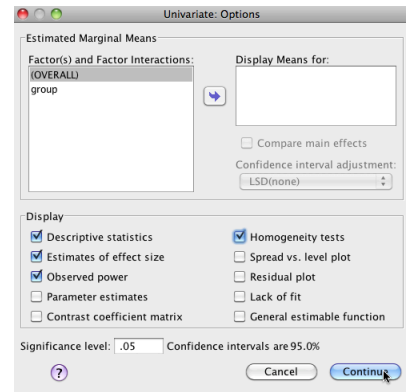 Univariate: Options
Estimated Marginal Means
Factor(s) and Factor Interactions:
(OVERALL)
group
Display Means for:
Compare main effects
Confidence interval adjustment:
LSD(none)
Display
Descriptive statistics
Estimates of effect size
Observed power
Parameter estimates
Contrast coefficient matrix
Homogeneity tests
Spread vs. level plot
Residual plot
Lack of fit
General estimable function
Significance level: .05 Confidence intervals are 95.0%
? Cancel Continue